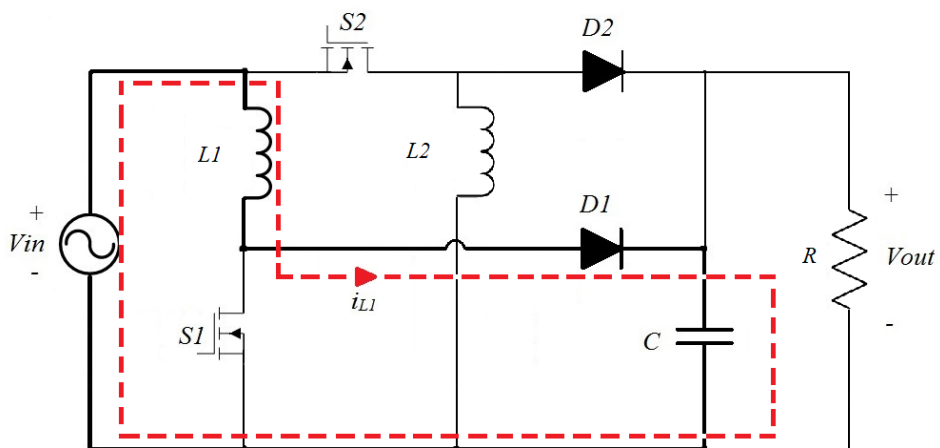 S2
D2
L1
L2
D1
+
Vin
-
iL1
S1
C
R
+
Vout
-